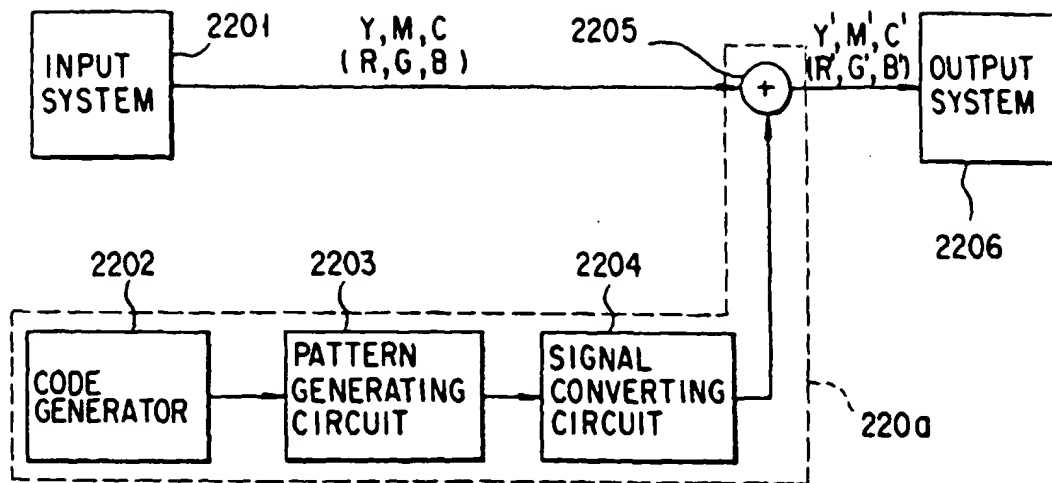 2201
Y, M, C
(R, G, B)
2205
Y', M', C'
(R', G', B')
INPUT
SYSTEM
+
OUTPUT
SYSTEM
2206
2202
2203
2204
CODE
GENERATOR
PATTERN
GENERATING
CIRCUIT
SIGNAL
CONVERTING
CIRCUIT
220a